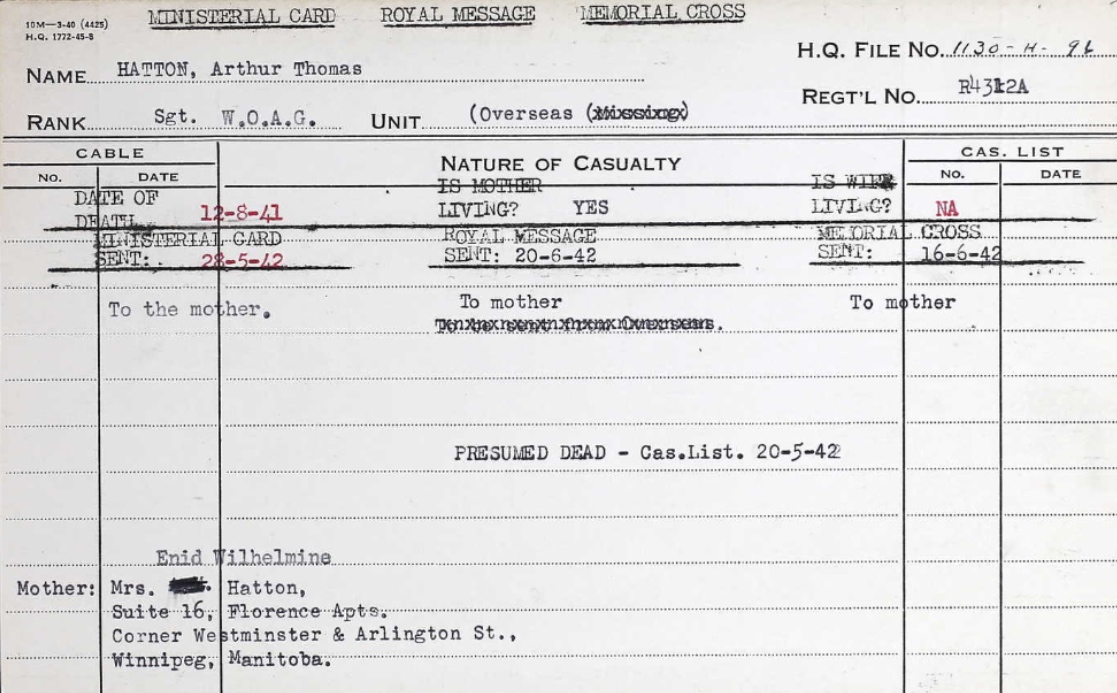 MINISTERIAL CARD ROYAL MESSAGE MEMORIAL CROSS
10M—3-40 (4425)
H.Q. 1772-45-8
H.Q. FILE NO. 1130-H- 96
NAME HATTON, Arthur Thomas
REGT'L NO. R4312A
RANK Sgt. W.O.A.G. UNIT (Overseas (Missing)
CABLE NATURE OF CASUALTY CAS. LIST
NO. DATE NO. DATE
DATE OF DEATH 12-8-41 IS MOTHER LIVING? YES IS WIFE LIVING? NA
MINISTERIAL CARD ROYAL MESSAGE MEMORIAL CROSS
SENT: 28-5-42 SENT: 20-6-42 SENT: 16-6-42
To the mother. To mother To mother
PRESUMED DEAD - Cas.List. 20-5-42
Enid Wilhelmine
Mother: Mrs. Hatton,
Suite 16, Florence Apts.
Corner Westminster & Arlington St.,
Winnipeg, Manitoba.